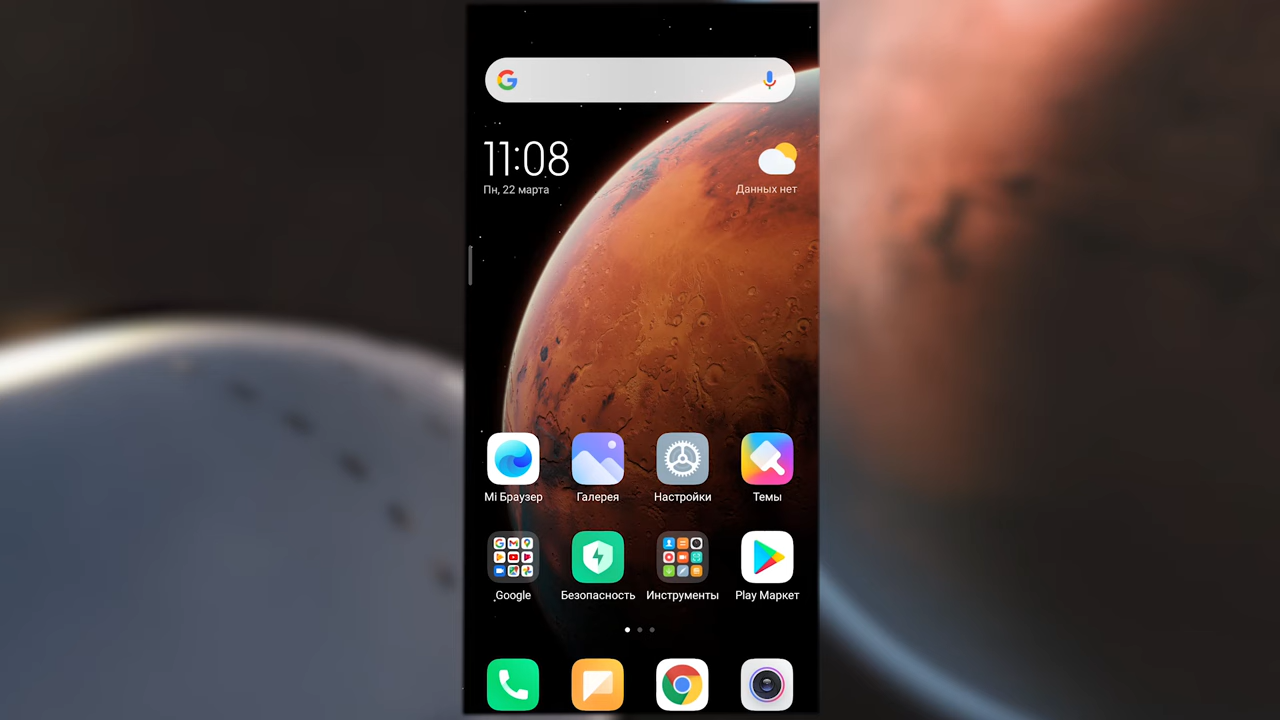 11:08
Пн, 22 марта
Данных нет
Mi Браузер
Галерея
Настройки
Темы
Google
Безопасность
Инструменты
Play Маркет